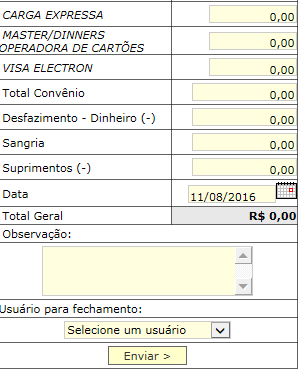 CARGA EXPRESSA 0,00
MASTER/DINNERS
OPERADORA DE CARTÕES 0,00
VISA ELECTRON 0,00
Total Convênio 0,00
Desfazimento - Dinheiro (-) 0,00
Sangria 0,00
Suprimentos (-) 0,00
Data 11/08/2016
Total Geral R$ 0,00
Observação:
Usuário para fechamento:
Selecione um usuário
Enviar >